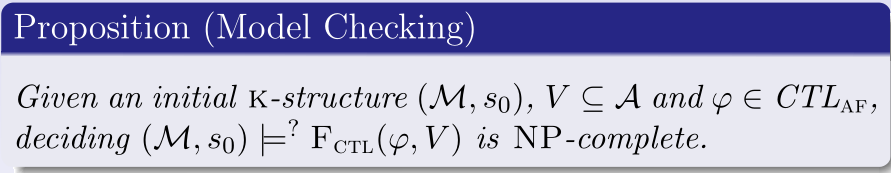 Proposition (Model Checking)
Given an initial K-structure (ℳ, s₀), V ⊆ 𝒜 and φ ∈ CTL_AF,
deciding (ℳ, s₀) ⊨? F_CTL(φ, V) is NP-complete.